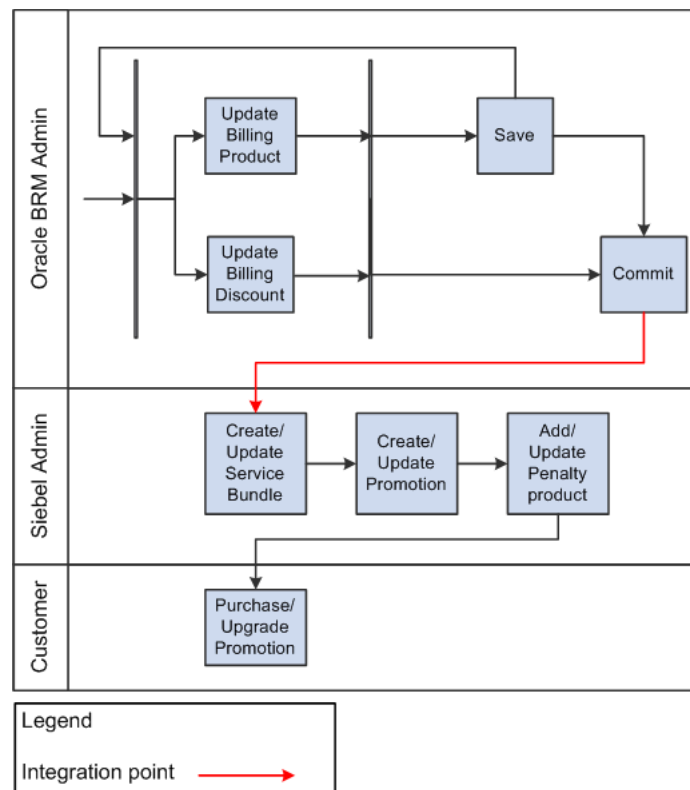 Oracle BRM Admin
Update
Billing
Product
Save
Update
Billing
Discount
Commit
Siebel Admin
Create/
Update
Service
Bundle
Create/
Update
Promotion
Add/
Update
Penalty
product
Customer
Purchase/
Upgrade
Promotion
Legend
Integration point